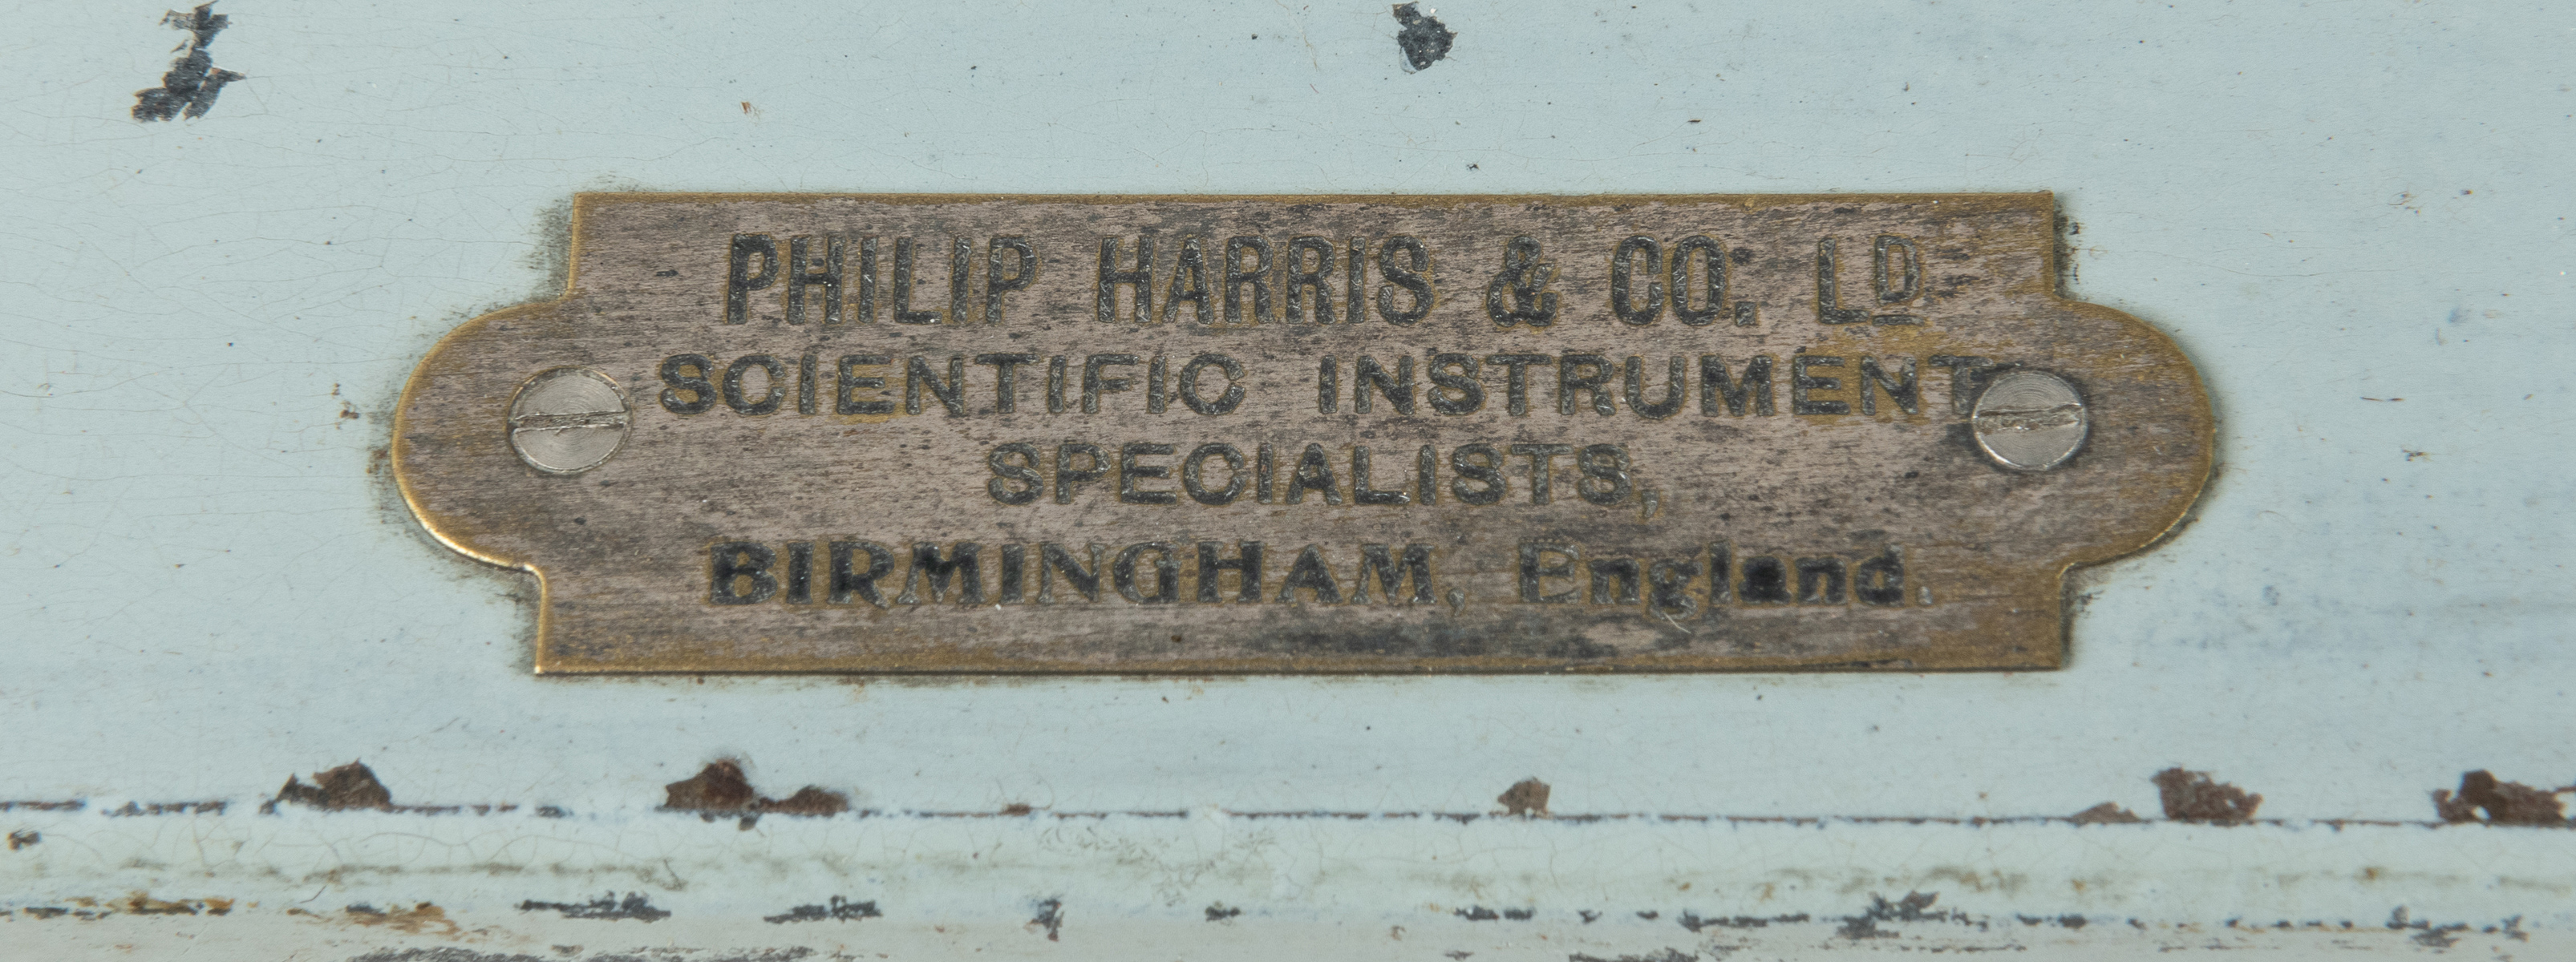 PHILIP HARRIS & CO. LD
SCIENTIFIC INSTRUMENT
SPECIALISTS,
BIRMINGHAM, England.